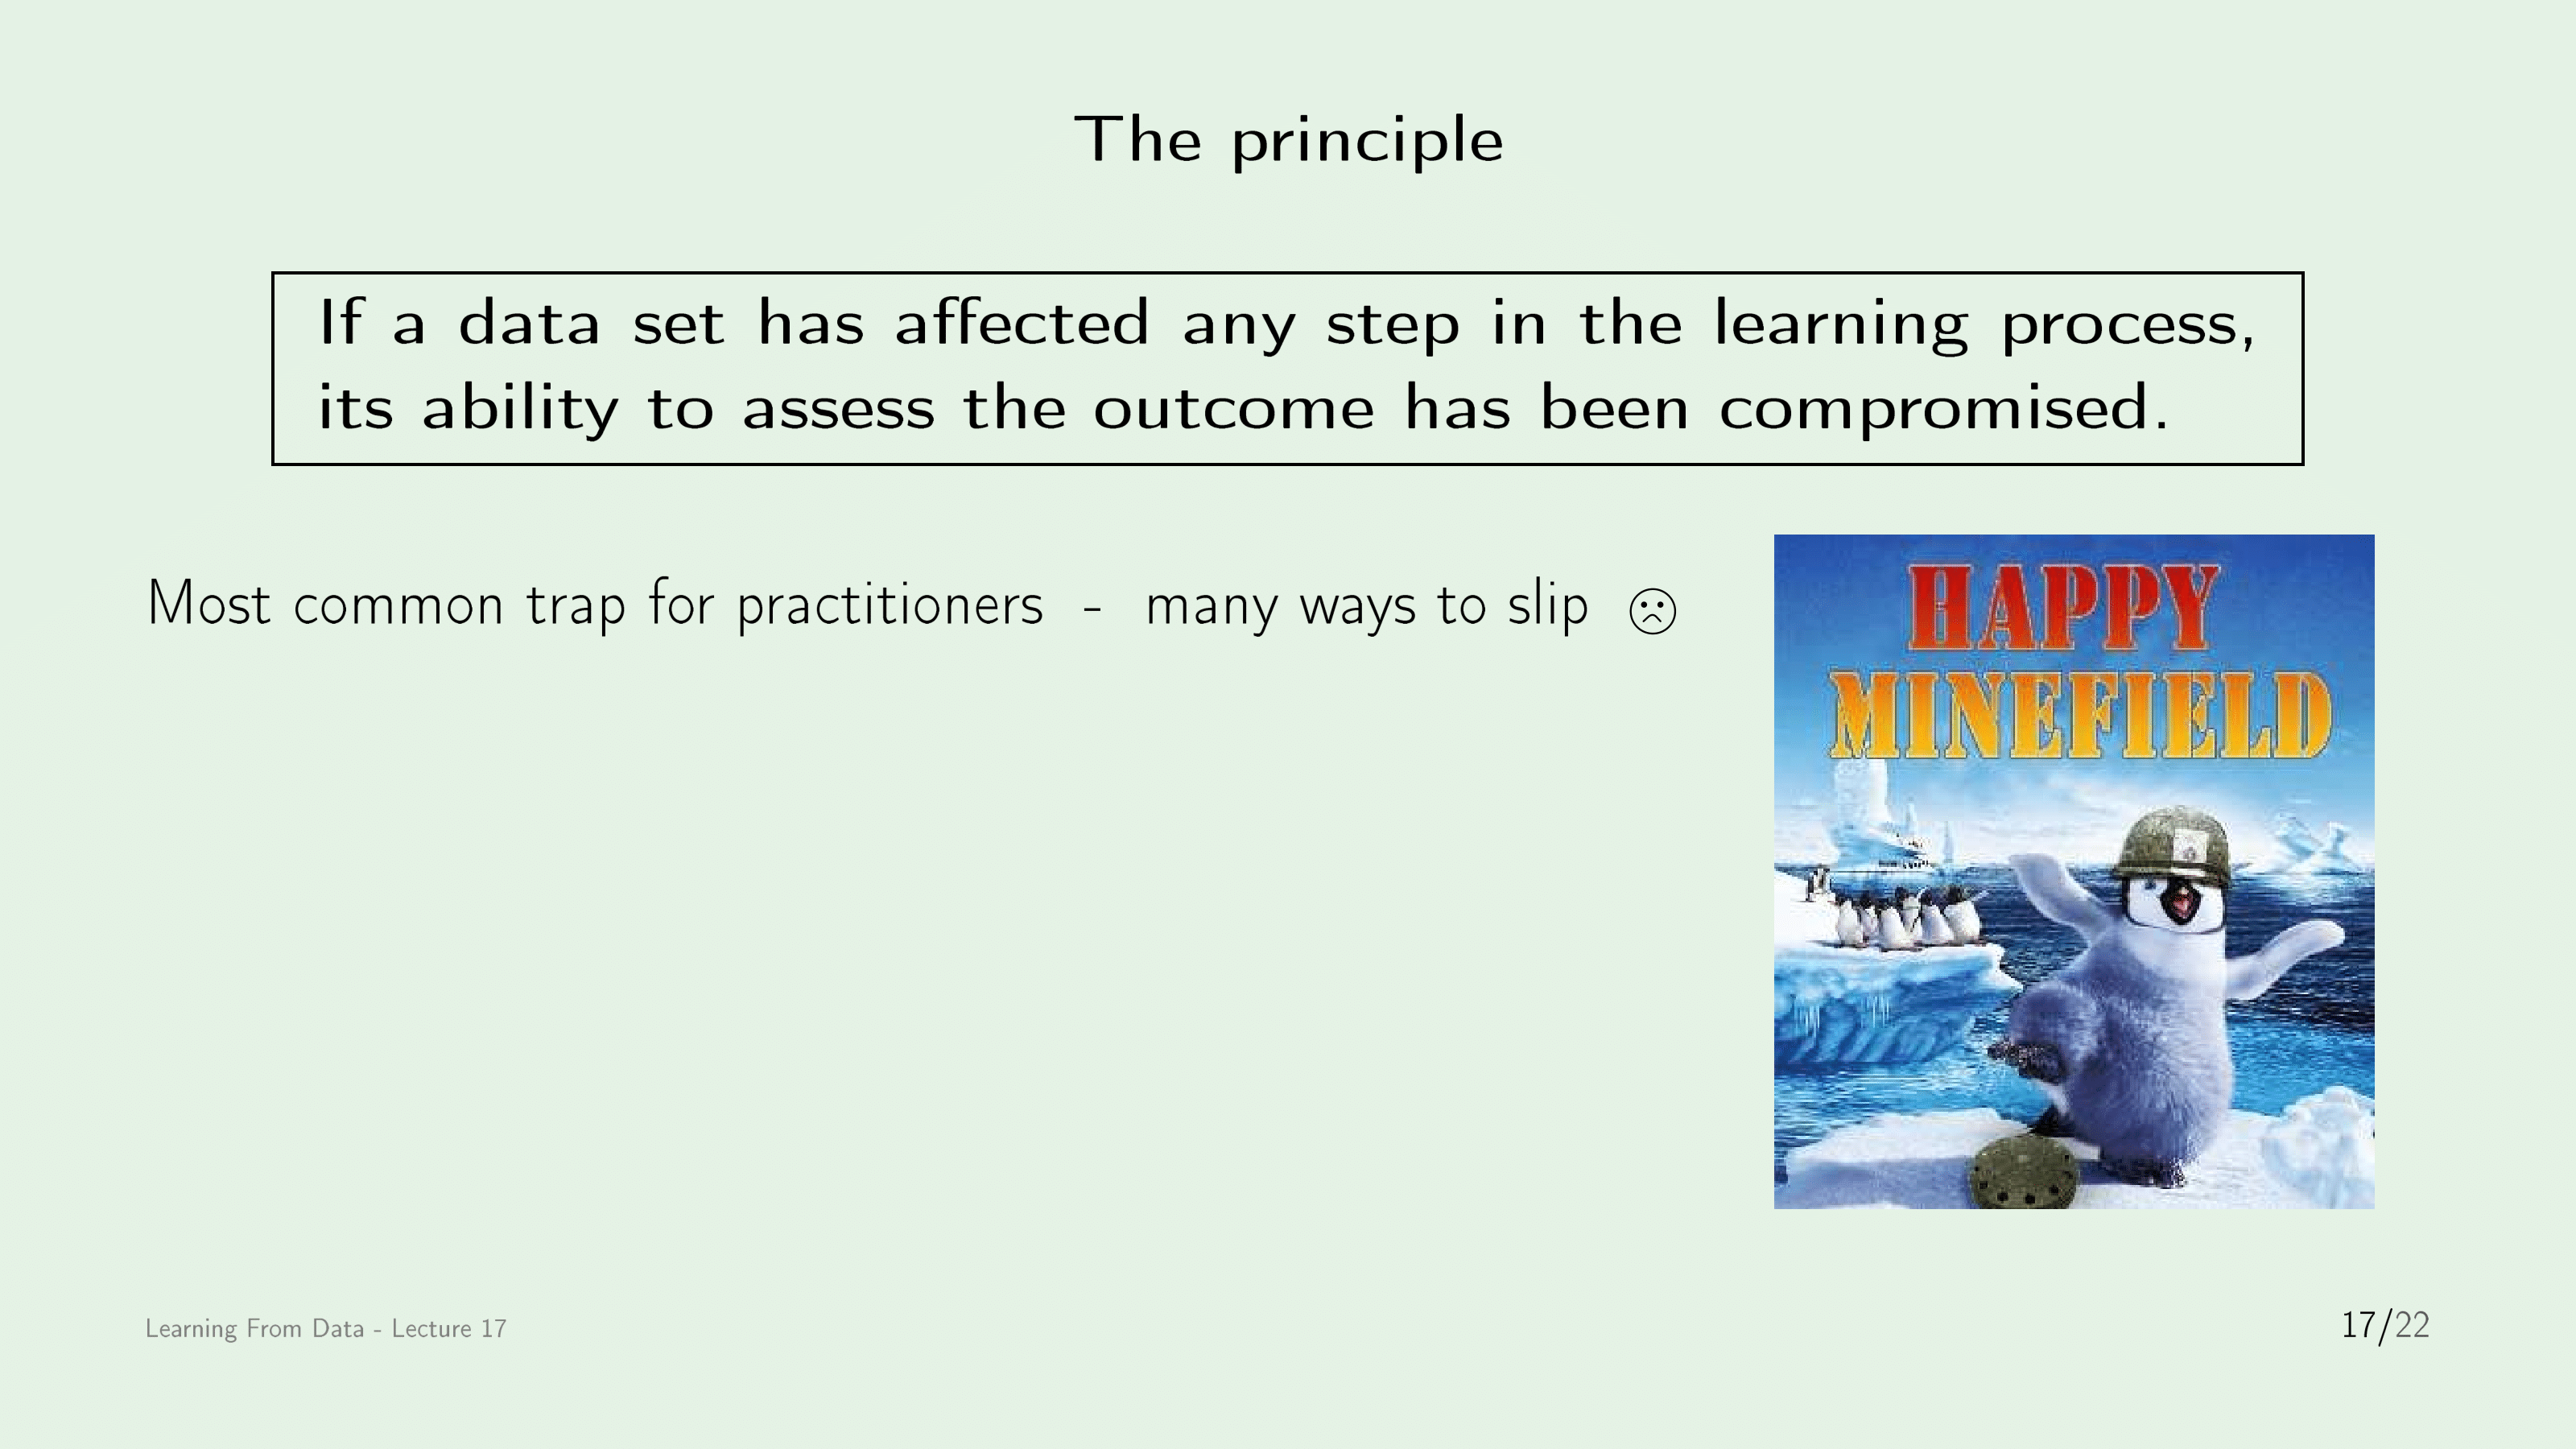 The principle
If a data set has affected any step in the learning process,
its ability to assess the outcome has been compromised.
Most common trap for practitioners - many ways to slip ☹
HAPPY
MINEFIELD
Learning From Data - Lecture 17
17/22